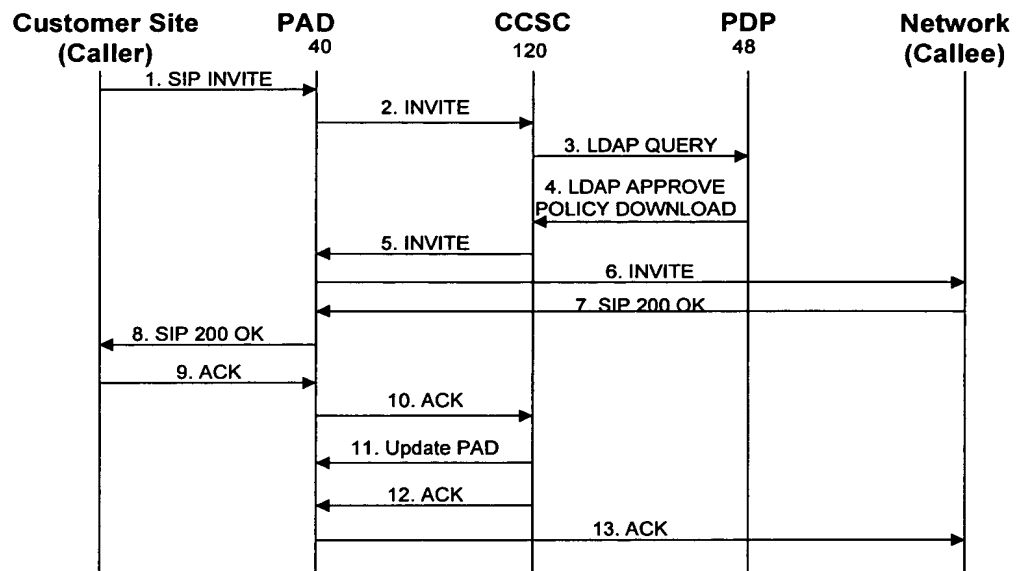 Customer Site
(Caller)
PAD
40
CCSC
120
PDP
48
Network
(Callee)
1. SIP INVITE
2. INVITE
3. LDAP QUERY
4. LDAP APPROVE
POLICY DOWNLOAD
5. INVITE
6. INVITE
7. SIP 200 OK
8. SIP 200 OK
9. ACK
10. ACK
11. Update PAD
12. ACK
13. ACK